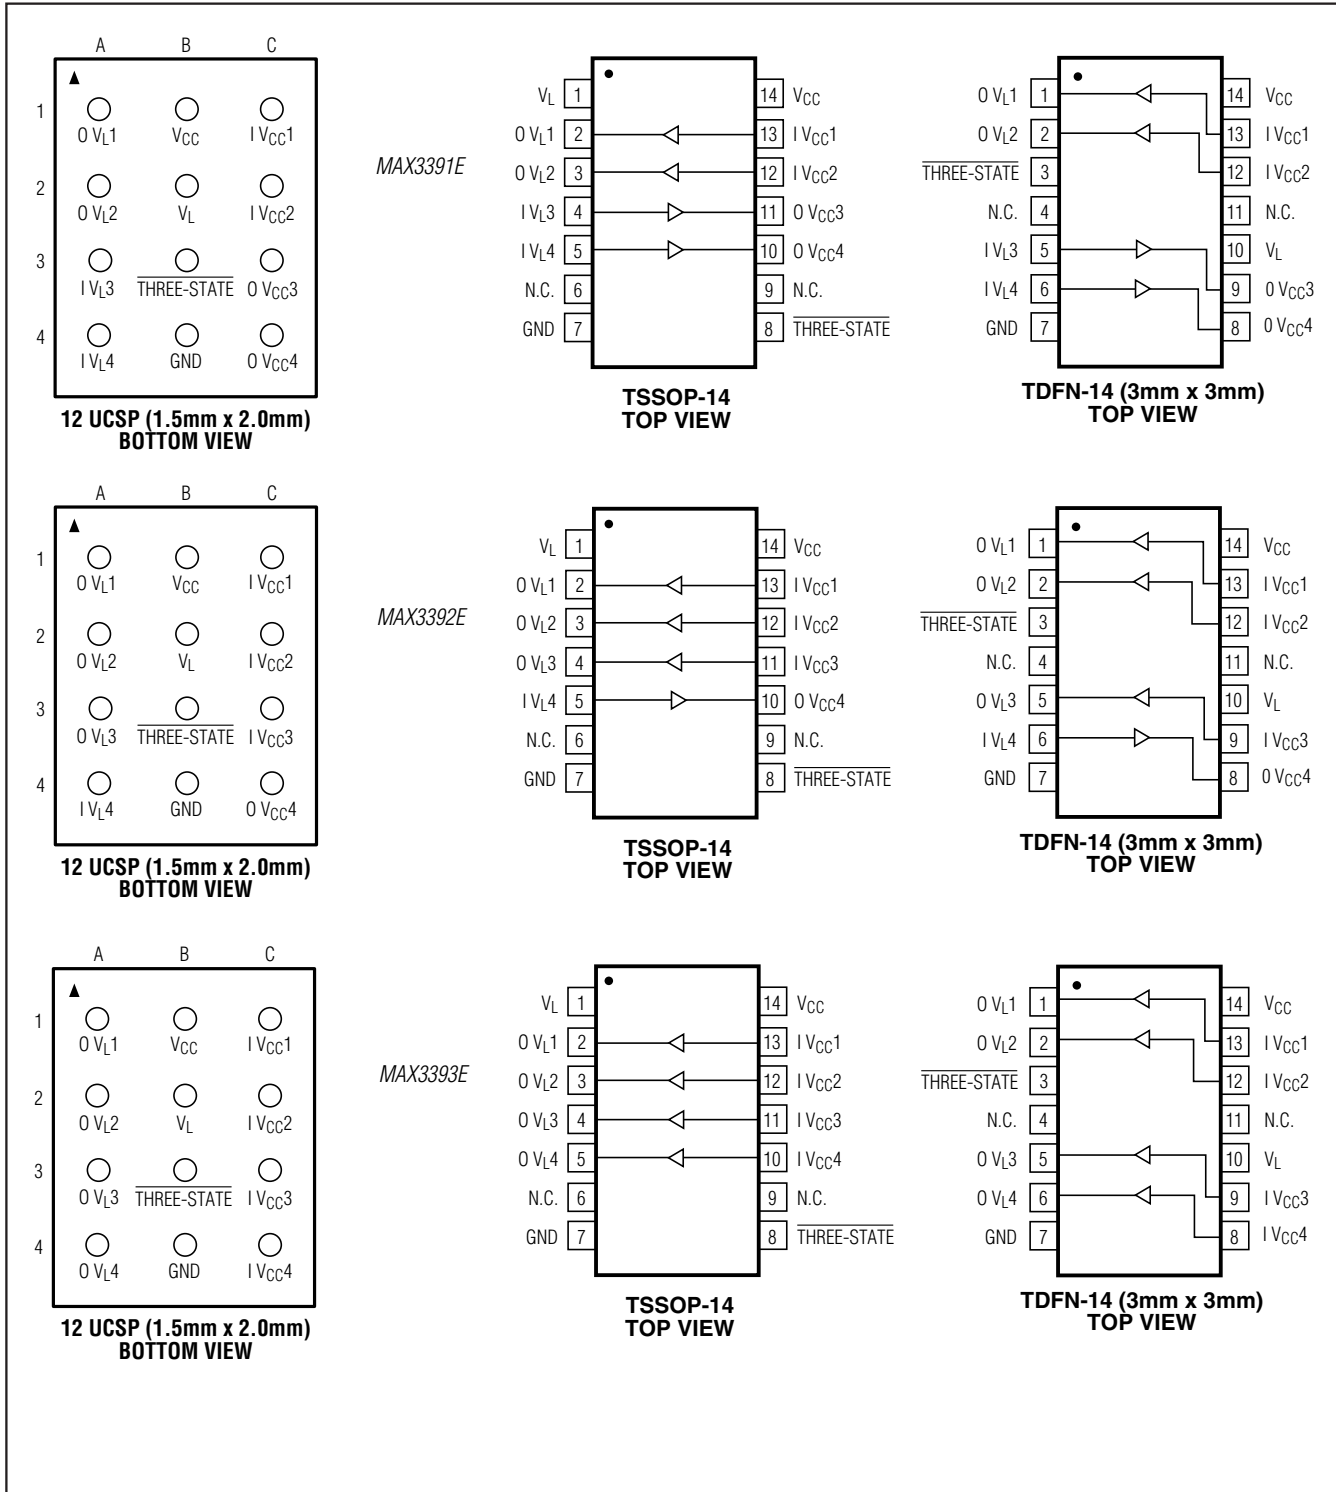 A B C
1
O VL1 VCC I VCC1
2
O VL2 VL I VCC2
3
I VL3 THREE-STATE O VCC3
4
I VL4 GND O VCC4
12 UCSP (1.5mm x 2.0mm)
BOTTOM VIEW
MAX3391E
VL 1 14 VCC
O VL1 2 13 I VCC1
O VL2 3 12 I VCC2
I VL3 4 11 O VCC3
I VL4 5 10 O VCC4
N.C. 6 9 N.C.
GND 7 8 THREE-STATE
TSSOP-14
TOP VIEW
O VL1 1 14 VCC
O VL2 2 13 I VCC1
THREE-STATE 3 12 I VCC2
N.C. 4 11 N.C.
I VL3 5 10 VL
I VL4 6 9 O VCC3
GND 7 8 O VCC4
TDFN-14 (3mm x 3mm)
TOP VIEW
A B C
1
O VL1 VCC I VCC1
2
O VL2 VL I VCC2
3
O VL3 THREE-STATE I VCC3
4
I VL4 GND O VCC4
12 UCSP (1.5mm x 2.0mm)
BOTTOM VIEW
MAX3392E
VL 1 14 VCC
O VL1 2 13 I VCC1
O VL2 3 12 I VCC2
O VL3 4 11 I VCC3
I VL4 5 10 O VCC4
N.C. 6 9 N.C.
GND 7 8 THREE-STATE
TSSOP-14
TOP VIEW
O VL1 1 14 VCC
O VL2 2 13 I VCC1
THREE-STATE 3 12 I VCC2
N.C. 4 11 N.C.
O VL3 5 10 VL
I VL4 6 9 I VCC3
GND 7 8 O VCC4
TDFN-14 (3mm x 3mm)
TOP VIEW
A B C
1
O VL1 VCC I VCC1
2
O VL2 VL I VCC2
3
O VL3 THREE-STATE I VCC3
4
O VL4 GND I VCC4
12 UCSP (1.5mm x 2.0mm)
BOTTOM VIEW
MAX3393E
VL 1 14 VCC
O VL1 2 13 I VCC1
O VL2 3 12 I VCC2
O VL3 4 11 I VCC3
O VL4 5 10 I VCC4
N.C. 6 9 N.C.
GND 7 8 THREE-STATE
TSSOP-14
TOP VIEW
O VL1 1 14 VCC
O VL2 2 13 I VCC1
THREE-STATE 3 12 I VCC2
N.C. 4 11 N.C.
O VL3 5 10 VL
O VL4 6 9 I VCC3
GND 7 8 I VCC4
TDFN-14 (3mm x 3mm)
TOP VIEW